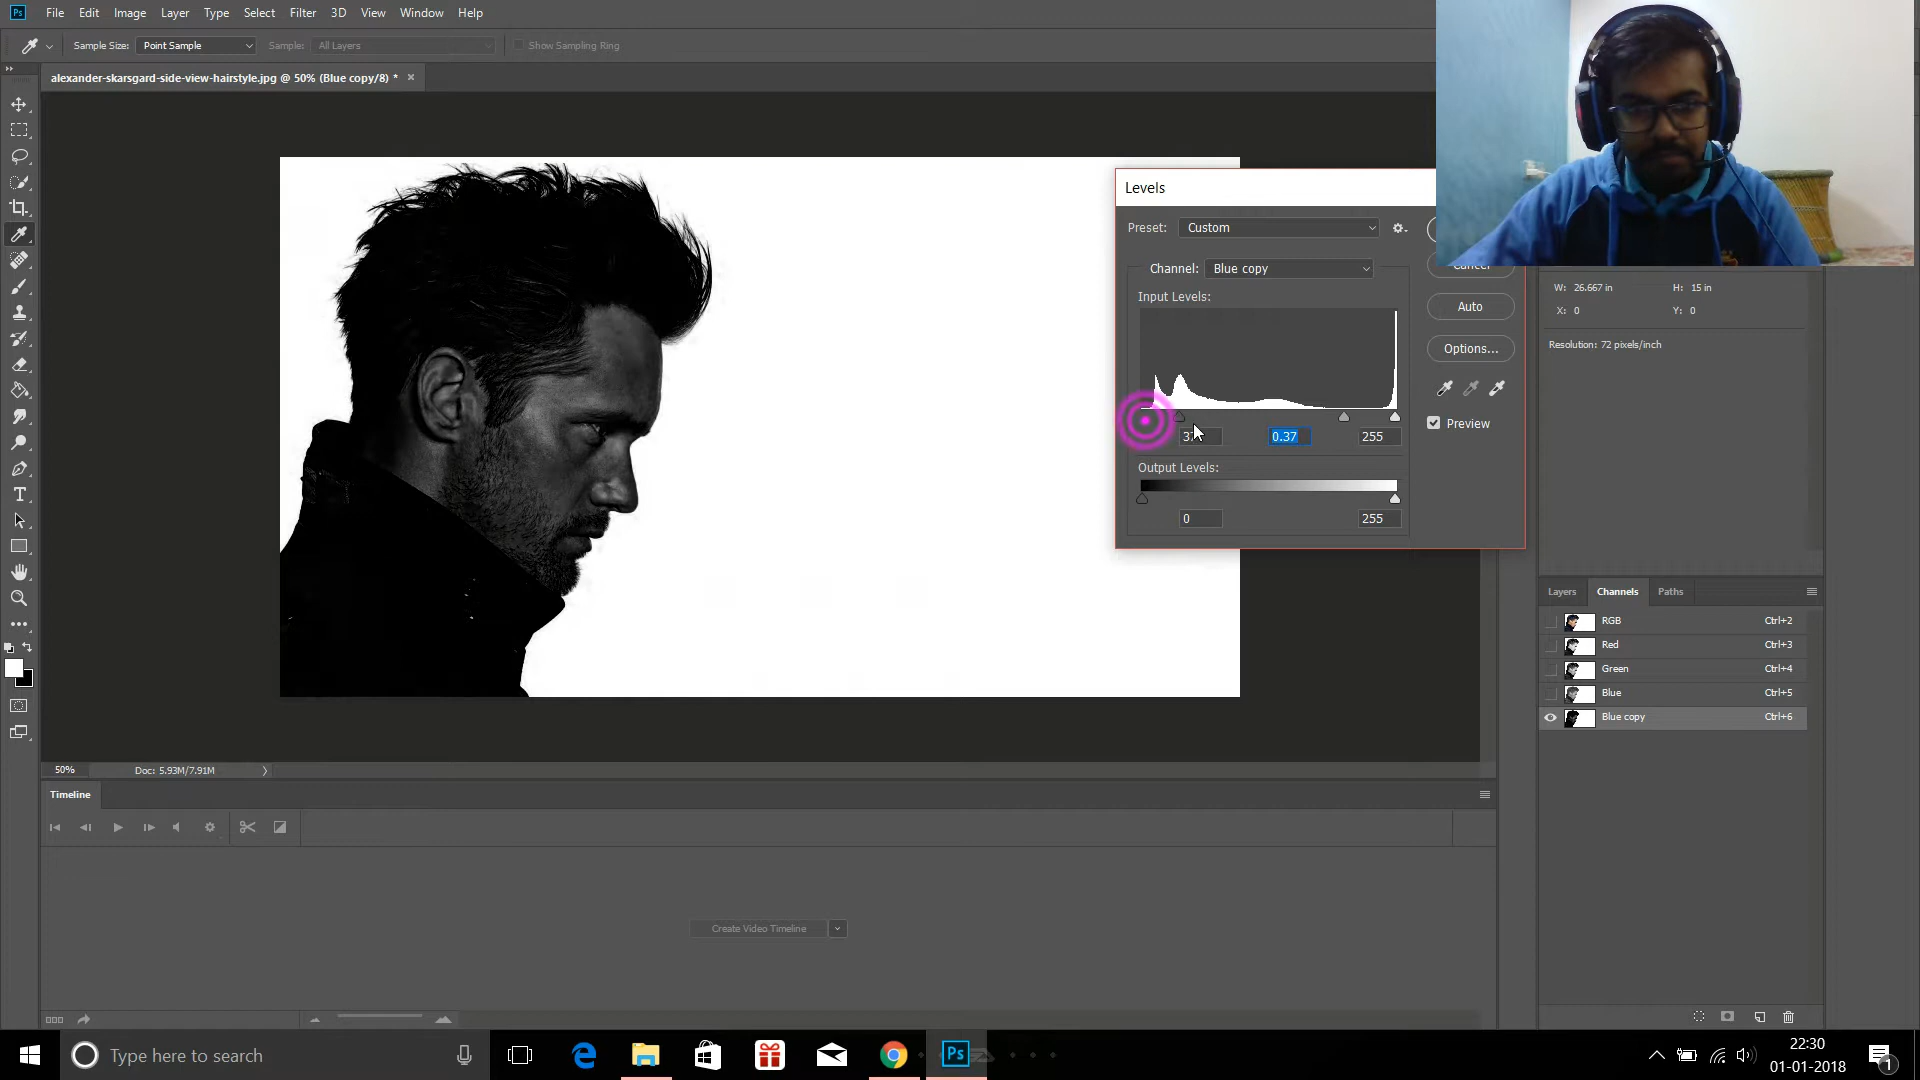 Ps File Edit Image Layer Type Select Filter 3D View Window Help
Sample Size: Point Sample Sample: All Layers Show Sampling Ring
alexander-skarsgard-side-view-hairstyle.jpg @ 50% (Blue copy/8) * ×
Levels
Preset: Custom
Channel: Blue copy
Cancel
Input Levels:
Auto
Options...
Preview
0.37 255
Output Levels:
0 255
W: 26.667 in H: 15 in
X: 0 Y: 0
Resolution: 72 pixels/inch
Layers Channels Paths
RGB Ctrl+2
Red Ctrl+3
Green Ctrl+4
Blue Ctrl+5
Blue copy Ctrl+6
50% Doc: 5.93M/7.91M
Timeline
Create Video Timeline
Type here to search
Ps
22:30
01-01-2018
1